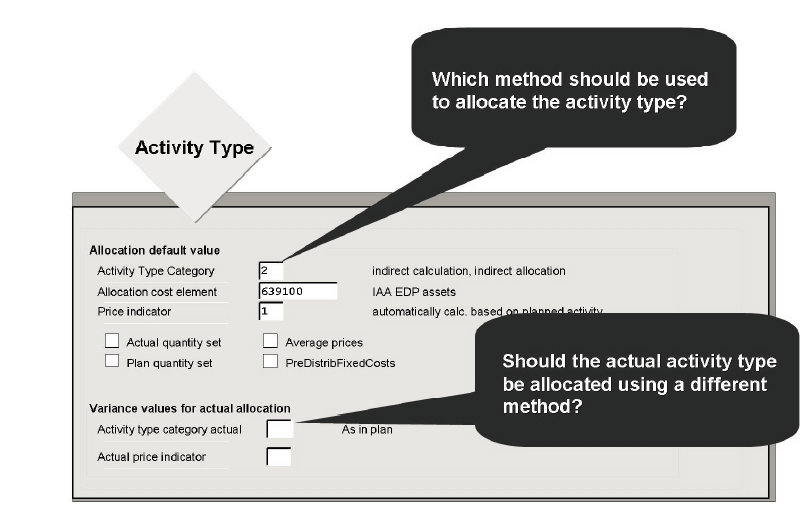 Which method should be used
to allocate the activity type?
Activity Type
Allocation default value
Activity Type Category 2 indirect calculation, indirect allocation
Allocation cost element 639100 IAA EDP assets
Price indicator 1 automatically calc. based on planned activity
Actual quantity set Average prices
Plan quantity set PreDistribFixedCosts
Should the actual activity type
be allocated using a different
method?
Variance values for actual allocation
Activity type category actual As in plan
Actual price indicator